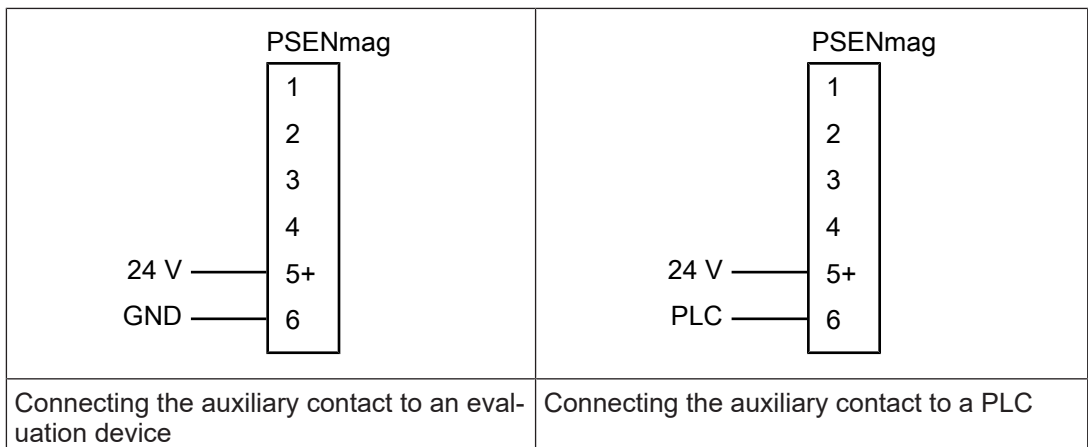 PSENmag
1
2
3
4
24 V
5+
GND
6
PSENmag
1
2
3
4
24 V
5+
PLC
6
Connecting the auxiliary contact to an eval-
uation device
Connecting the auxiliary contact to a PLC